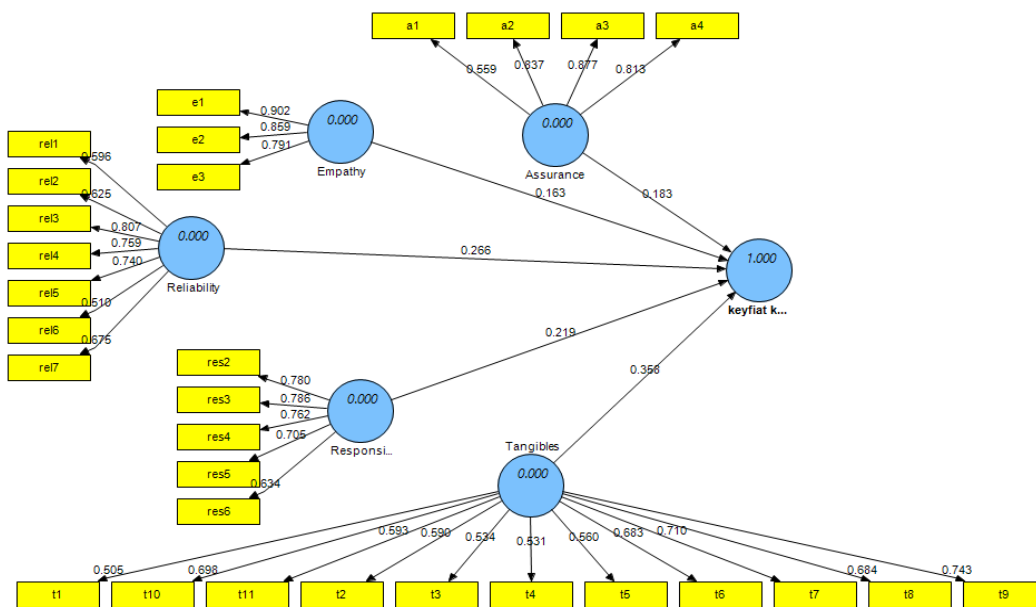 a1 a2 a3 a4
0.559 0.837 0.877 0.813
e1
e2
e3
0.902
0.859
0.791
0.000
Empathy
0.000
Assurance
0.163
0.183
rel1
rel2
rel3
rel4
rel5
rel6
rel7
0.596
0.625
0.807
0.759
0.740
0.510
0.675
0.000
Reliability
0.266
1.000
keyfiat k...
res2
res3
res4
res5
res6
0.780
0.786
0.762
0.705
0.634
0.000
Responsi...
0.219
0.356
Tangibles
0.000
0.505 0.698 0.593 0.590 0.534 0.531 0.560 0.683 0.710 0.684 0.743
t1 t10 t11 t2 t3 t4 t5 t6 t7 t8 t9